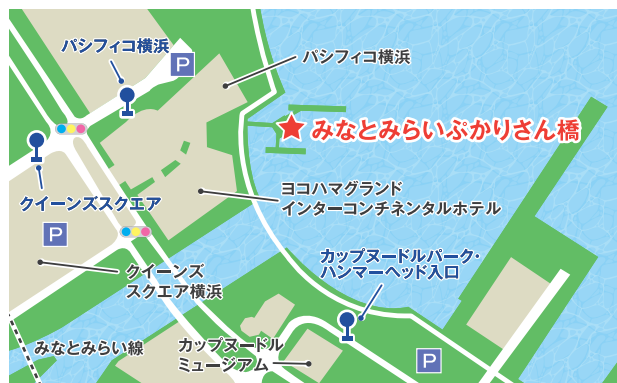 パシフィコ横浜
P
パシフィコ横浜
みなとみらいぷかりさん橋
クイーンズスクエア
ヨコハマグランド
インターコンチネンタルホテル
P
クイーンズ
スクエア横浜
カップヌードルパーク・
ハンマーヘッド入口
みなとみらい線
カップヌードル
ミュージアム
P